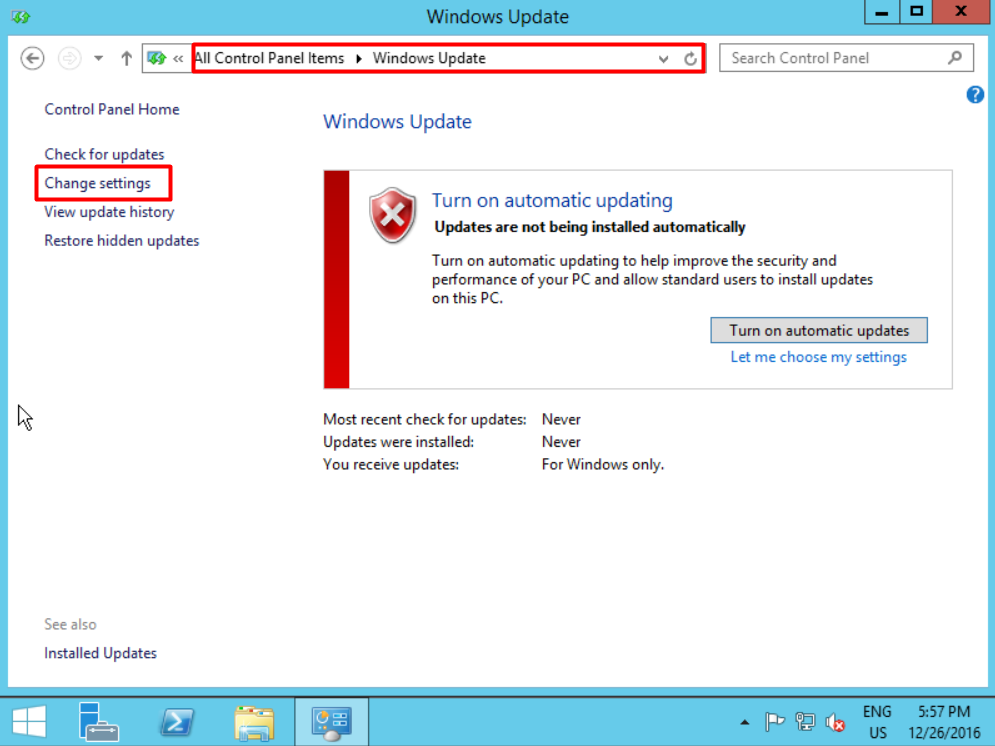 Windows Update
All Control Panel Items Windows Update
Search Control Panel
Control Panel Home
Check for updates
Change settings
View update history
Restore hidden updates
Windows Update
Turn on automatic updating
Updates are not being installed automatically
Turn on automatic updating to help improve the security and
performance of your PC and allow standard users to install updates
on this PC.
Turn on automatic updates
Let me choose my settings
Most recent check for updates: Never
Updates were installed: Never
You receive updates: For Windows only.
See also
Installed Updates
ENG 5:57 PM
US 12/26/2016